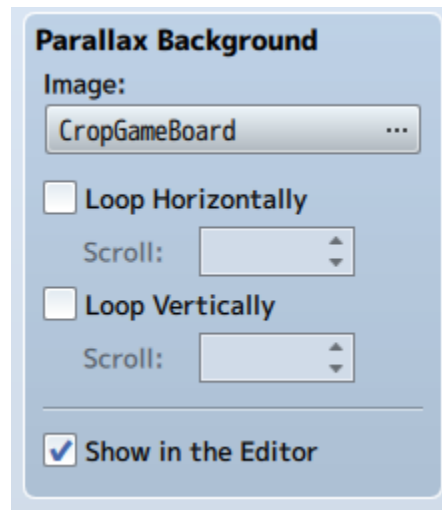 Parallax Background
Image:
CropGameBoard ...
Loop Horizontally
Scroll:
Loop Vertically
Scroll:
Show in the Editor